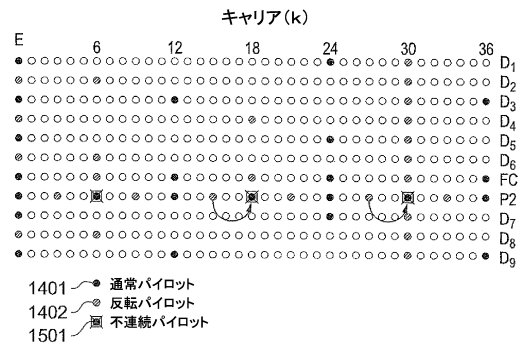 キャリア(k)
E 6 12 18 24 30 36
D1
D2
D3
D4
D5
D6
FC
P2
D7
D8
D9
1401 通常パイロット
1402 反転パイロット
1501 不連続パイロット